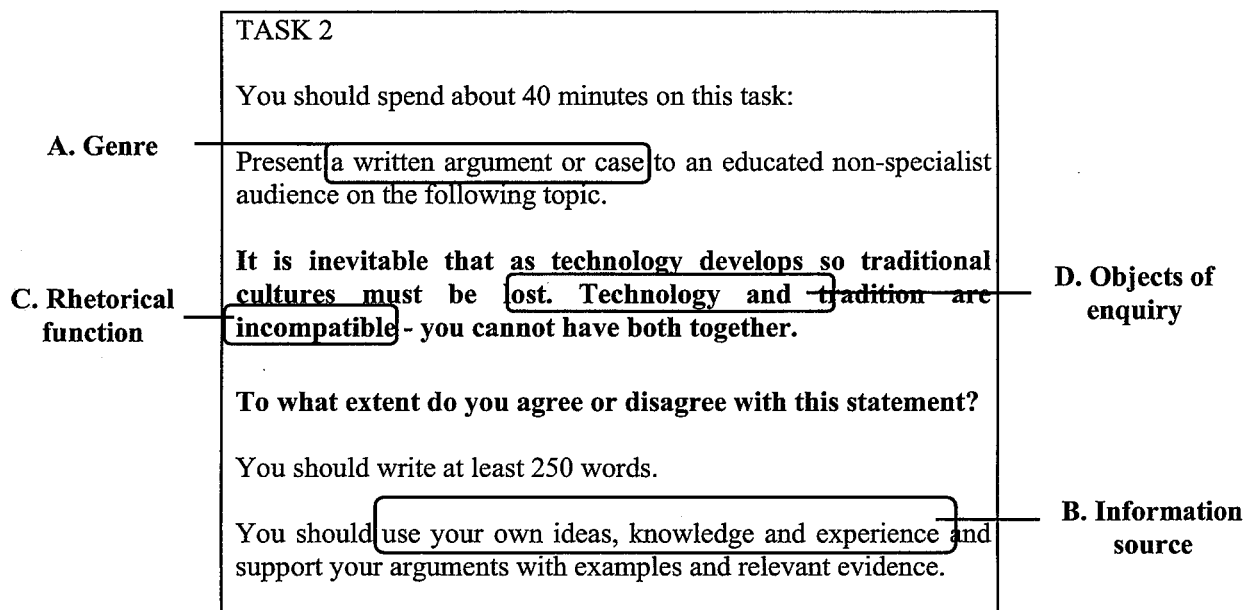 TASK 2
You should spend about 40 minutes on this task:
A. Genre
Present a written argument or case to an educated non-specialist
audience on the following topic.
It is inevitable that as technology develops so traditional
cultures must be lost. Technology and tradition are
incompatible - you cannot have both together.
C. Rhetorical
function
D. Objects of
enquiry
To what extent do you agree or disagree with this statement?
You should write at least 250 words.
You should use your own ideas, knowledge and experience and
support your arguments with examples and relevant evidence.
B. Information
source